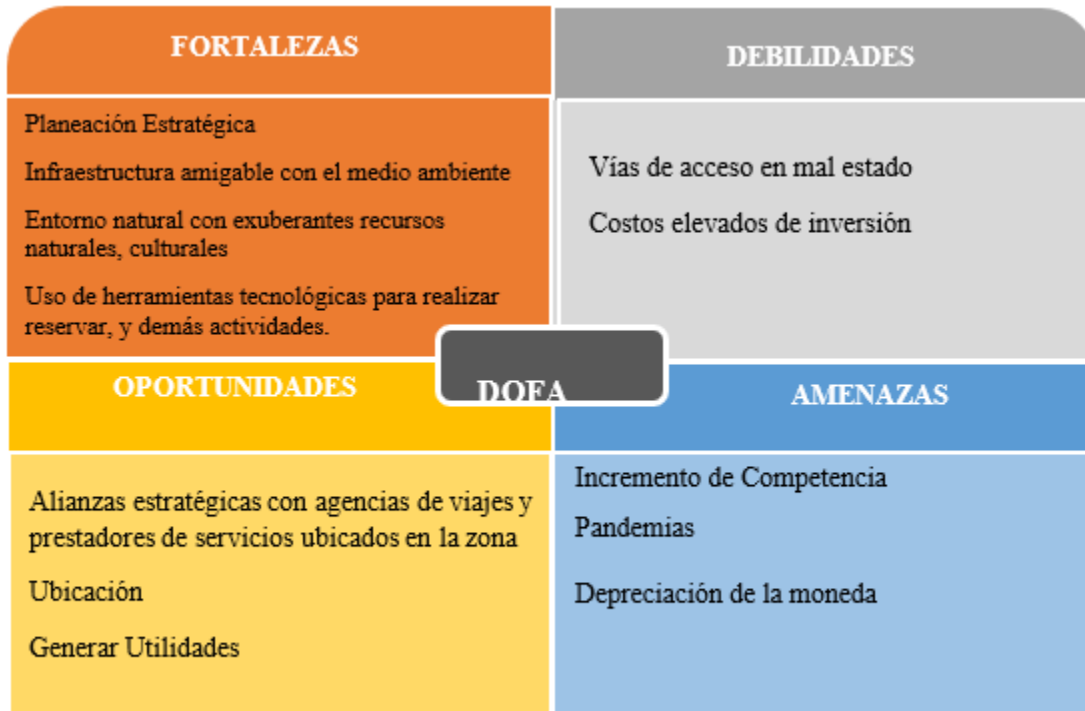 FORTALEZAS
Planeación Estratégica
Infraestructura amigable con el medio ambiente
Entorno natural con exuberantes recursos
naturales, culturales
Uso de herramientas tecnológicas para realizar
reservar, y demás actividades.
DEBILIDADES
Vías de acceso en mal estado
Costos elevados de inversión
DOFA
OPORTUNIDADES
Alianzas estratégicas con agencias de viajes y
prestadores de servicios ubicados en la zona
Ubicación
Generar Utilidades
AMENAZAS
Incremento de Competencia
Pandemias
Depreciación de la moneda